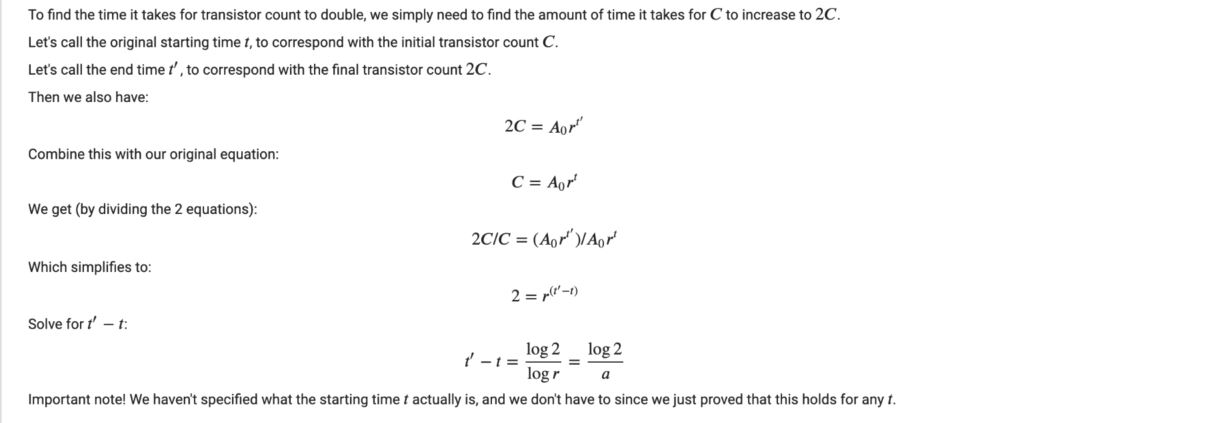 To find the time it takes for transistor count to double, we simply need to find the amount of time it takes for C to increase to 2C.
Let's call the original starting time t, to correspond with the initial transistor count C.
Let's call the end time t′, to correspond with the final transistor count 2C.
Then we also have:
2C = A₀r^{t′}
Combine this with our original equation:
C = A₀r^t
We get (by dividing the 2 equations):
2C/C = (A₀r^{t′})/A₀r^t
Which simplifies to:
2 = r^{(t′−t)}
Solve for t′ − t:
t′ − t = \frac{log 2}{log r} = \frac{log 2}{a}
Important note! We haven't specified what the starting time t actually is, and we don't have to since we just proved that this holds for any t.